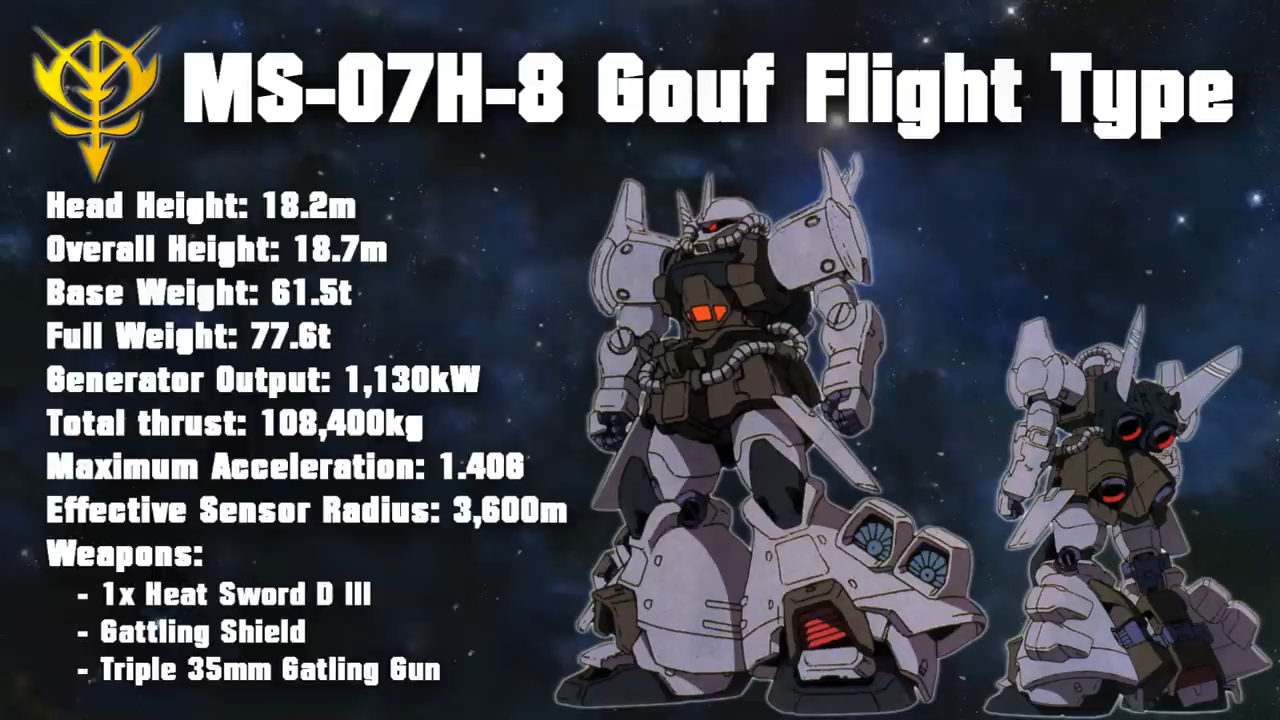 MS-07H-8 Gouf Flight Type
Head Height: 18.2m
Overall Height: 18.7m
Base Weight: 61.5t
Full Weight: 77.6t
Generator Output: 1,130kW
Total thrust: 108,400kg
Maximum Acceleration: 1.40G
Effective Sensor Radius: 3,600m
Weapons:
- 1x Heat Sword D III
- Gattling Shield
- Triple 35mm Gatling Gun